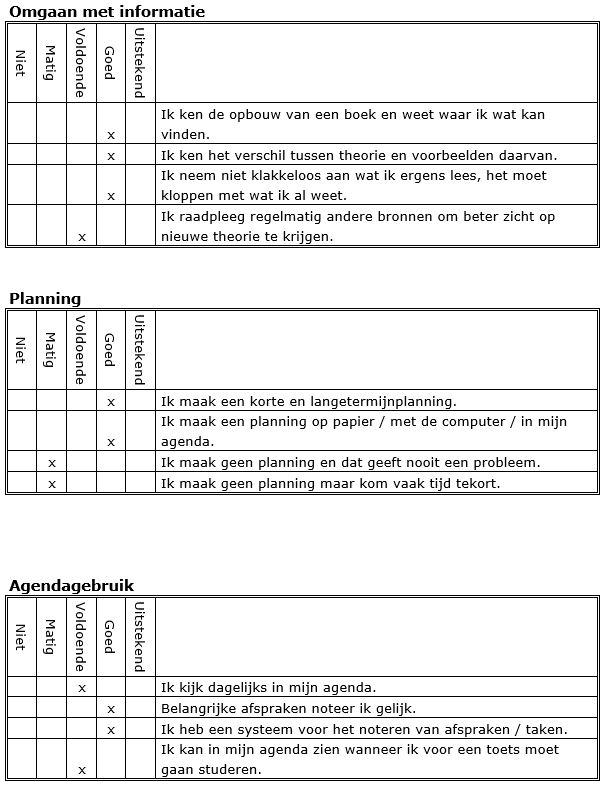 Omgaan met informatie
Niet Matig Voldoende Goed Uitstekend
Ik ken de opbouw van een boek en weet waar ik wat kan
x vinden.
x Ik ken het verschil tussen theorie en voorbeelden daarvan.
Ik neem niet klakkeloos aan wat ik ergens lees, het moet
x kloppen met wat ik al weet.
Ik raadpleeg regelmatig andere bronnen om beter zicht op
x nieuwe theorie te krijgen.
Planning
Niet Matig Voldoende Goed Uitstekend
x Ik maak een korte en langetermijnplanning.
Ik maak een planning op papier / met de computer / in mijn
x agenda.
x Ik maak geen planning en dat geeft nooit een probleem.
x Ik maak geen planning maar kom vaak tijd tekort.
Agendagebruik
Niet Matig Voldoende Goed Uitstekend
x Ik kijk dagelijks in mijn agenda.
x Belangrijke afspraken noteer ik gelijk.
x Ik heb een systeem voor het noteren van afspraken / taken.
Ik kan in mijn agenda zien wanneer ik voor een toets moet
x gaan studeren.